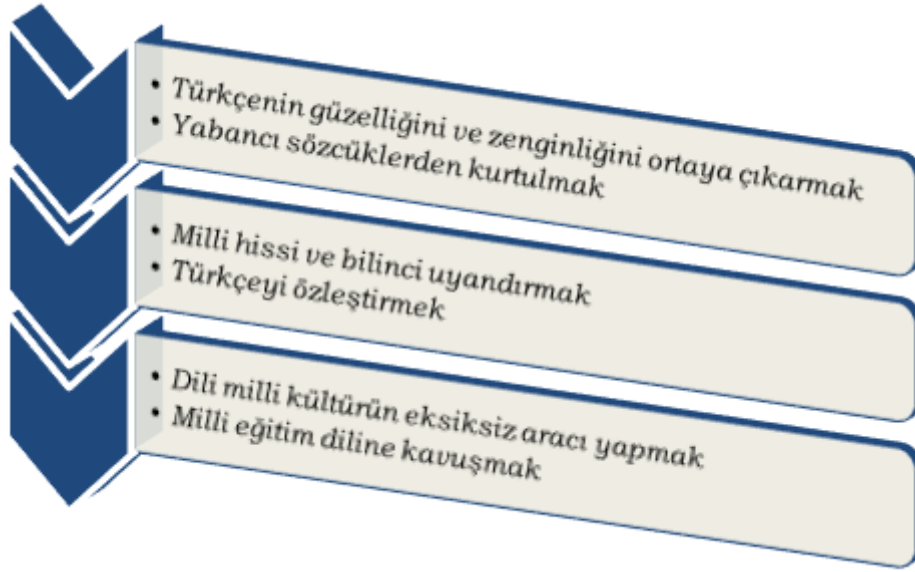 • Türkçenin güzelliğini ve zenginliğini ortaya çıkarmak
• Yabancı sözcüklerden kurtulmak
• Milli hissi ve bilinci uyandırmak
• Türkçeyi özleştirmek
• Dili milli kültürün eksiksiz aracı yapmak
• Milli eğitim diline kavuşmak